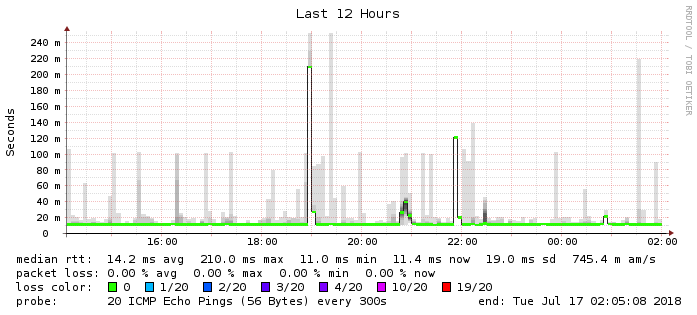 Last 12 Hours
RRDTOOL / TOBI OETIKER
Seconds
240 m
220 m
200 m
180 m
160 m
140 m
120 m
100 m
80 m
60 m
40 m
20 m
0
16:00 18:00 20:00 22:00 00:00 02:00
median rtt: 14.2 ms avg 210.0 ms max 11.0 ms min 11.4 ms now 19.0 ms sd 745.4 m am/s
packet loss: 0.00 % avg 0.00 % max 0.00 % min 0.00 % now
loss color: 0 1/20 2/20 3/20 4/20 10/20 19/20
probe: 20 ICMP Echo Pings (56 Bytes) every 300s end: Tue Jul 17 02:05:08 2018